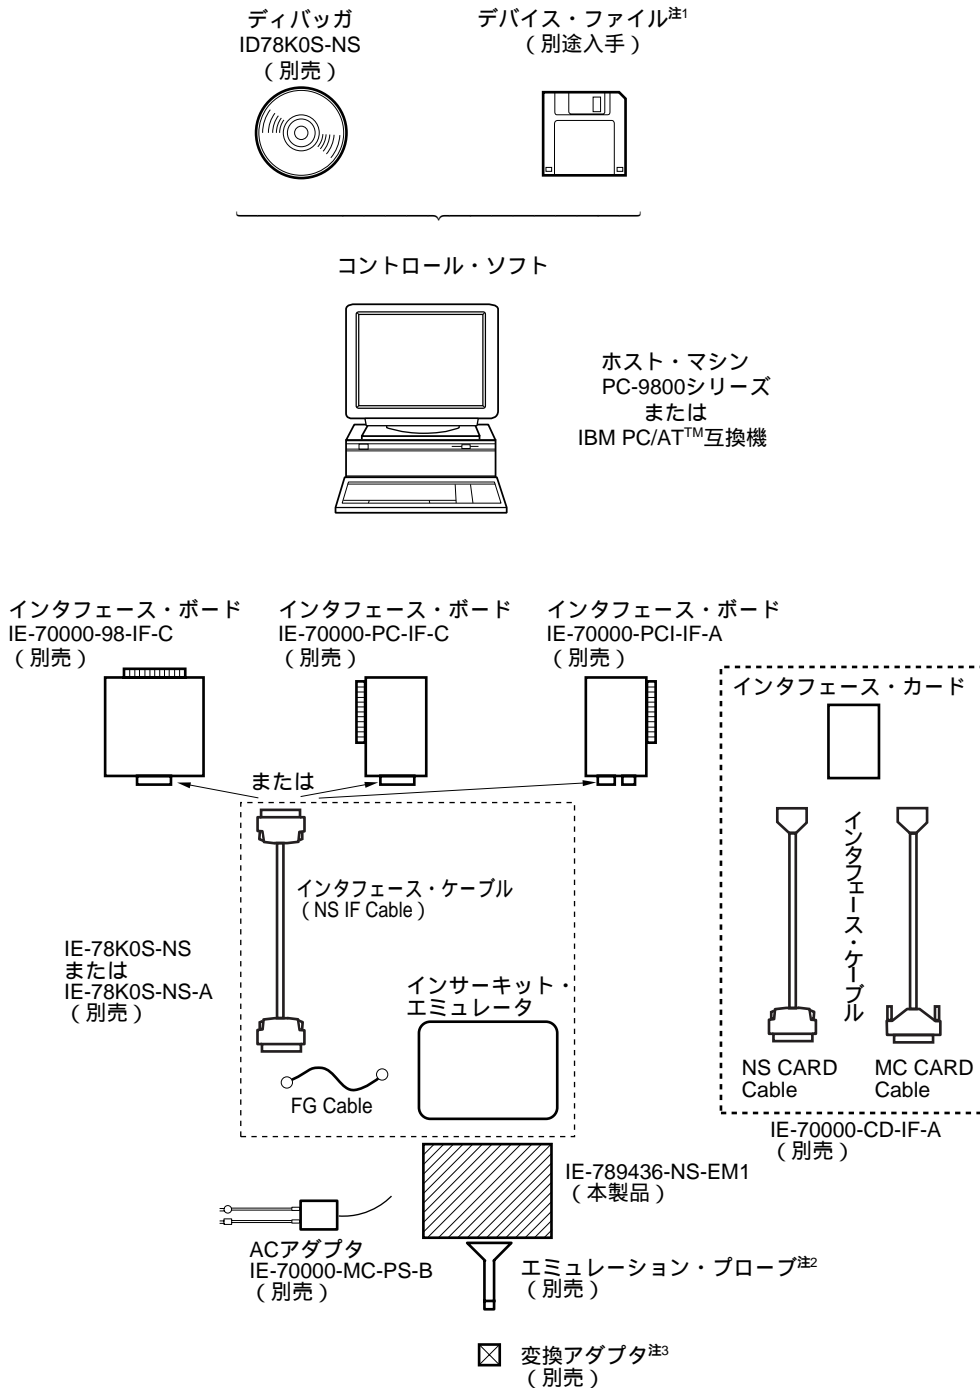 ディバッガ
ID78K0S-NS
（別売）
デバイス・ファイル注1
（別途入手）
コントロール・ソフト
ホスト・マシン
PC-9800シリーズ
または
IBM PC/AT™互換機
インタフェース・ボード
IE-70000-98-IF-C
（別売）
インタフェース・ボード
IE-70000-PC-IF-C
（別売）
インタフェース・ボード
IE-70000-PCI-IF-A
（別売）
インタフェース・カード
または
インタフェース・ケーブル
（NS IF Cable）
インタフェース・ケーブル
IE-78K0S-NS
または
IE-78K0S-NS-A
（別売）
インサーキット・
エミュレータ
FG Cable
NS CARD
Cable
MC CARD
Cable
IE-70000-CD-IF-A
（別売）
IE-789436-NS-EM1
（本製品）
ACアダプタ
IE-70000-MC-PS-B
（別売）
エミュレーション・プローブ注2
（別売）
変換アダプタ注3
（別売）